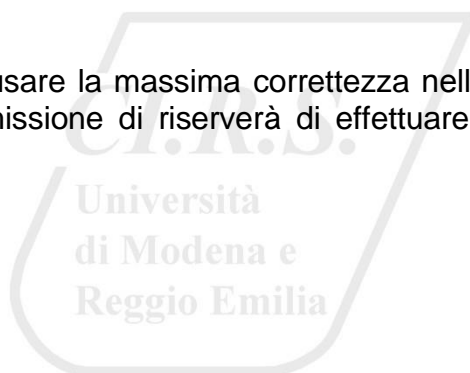 usare la massima correttezza nell
missione di riserverà di effettuare
C.I.R.S.
Università
di Modena e
Reggio Emilia